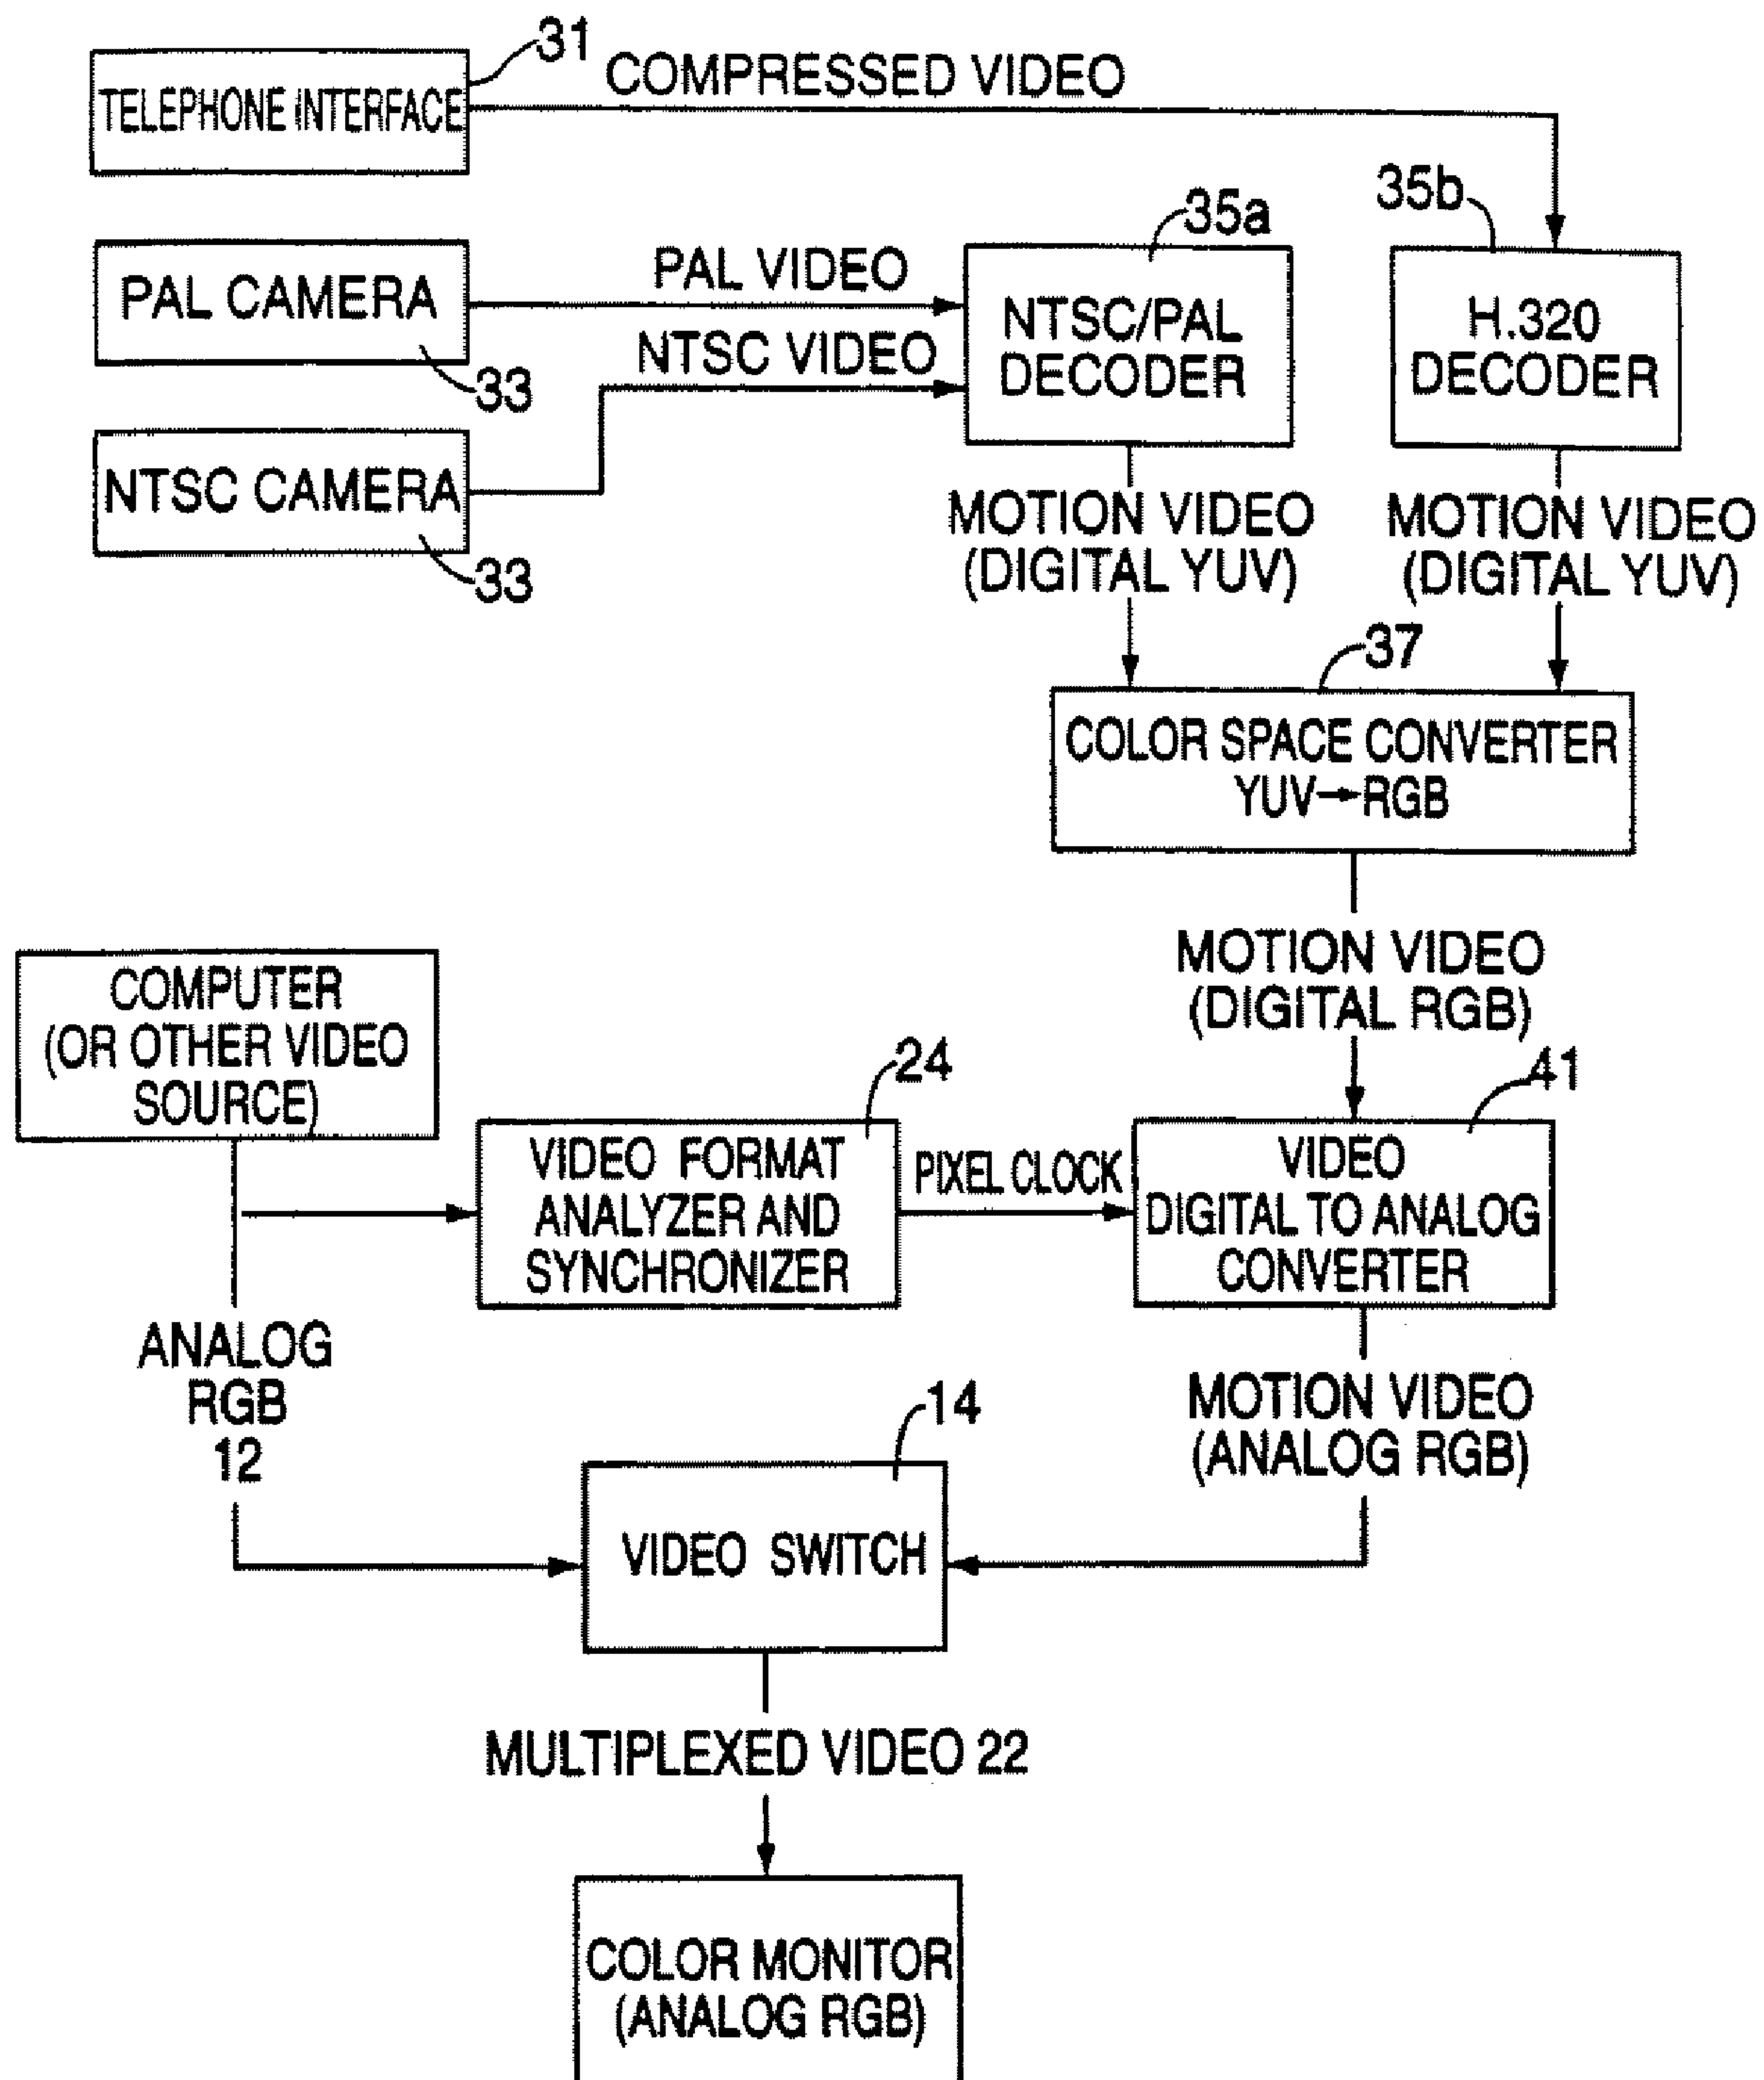 31
COMPRESSED VIDEO
TELEPHONE INTERFACE
35b
35a
PAL CAMERA
33
PAL VIDEO
NTSC VIDEO
NTSC/PAL
DECODER
H.320
DECODER
NTSC CAMERA
33
MOTION VIDEO
(DIGITAL YUV)
MOTION VIDEO
(DIGITAL YUV)
37
COLOR SPACE CONVERTER
YUV→RGB
MOTION VIDEO
(DIGITAL RGB)
COMPUTER
(OR OTHER VIDEO
SOURCE)
24
41
VIDEO FORMAT
ANALYZER AND
SYNCHRONIZER
PIXEL CLOCK
VIDEO
DIGITAL TO ANALOG
CONVERTER
ANALOG
RGB
12
MOTION VIDEO
(ANALOG RGB)
14
VIDEO SWITCH
MULTIPLEXED VIDEO 22
COLOR MONITOR
(ANALOG RGB)